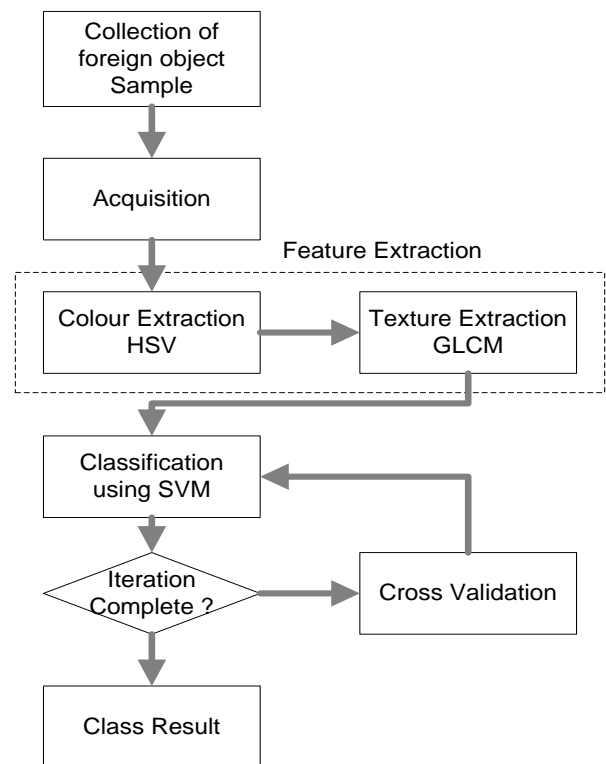 Collection of
foreign object
Sample
Acquisition
Feature Extraction
Colour Extraction
HSV
Texture Extraction
GLCM
Classification
using SVM
Iteration
Complete ?
Cross Validation
Class Result